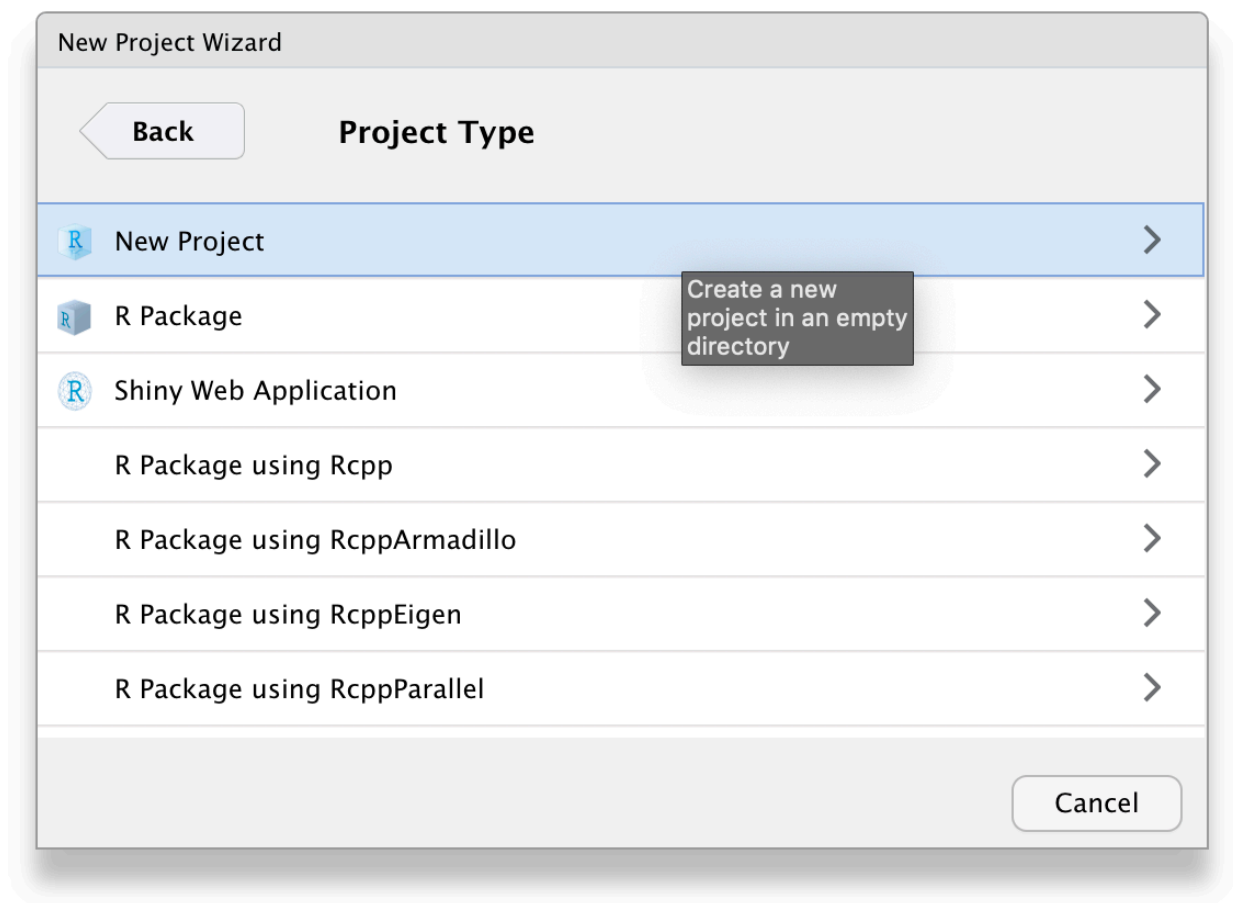 New Project Wizard
Back
Project Type
R
New Project
Create a new
project in an empty
directory
R
R Package
R
Shiny Web Application
R Package using Rcpp
R Package using RcppArmadillo
R Package using RcppEigen
R Package using RcppParallel
Cancel